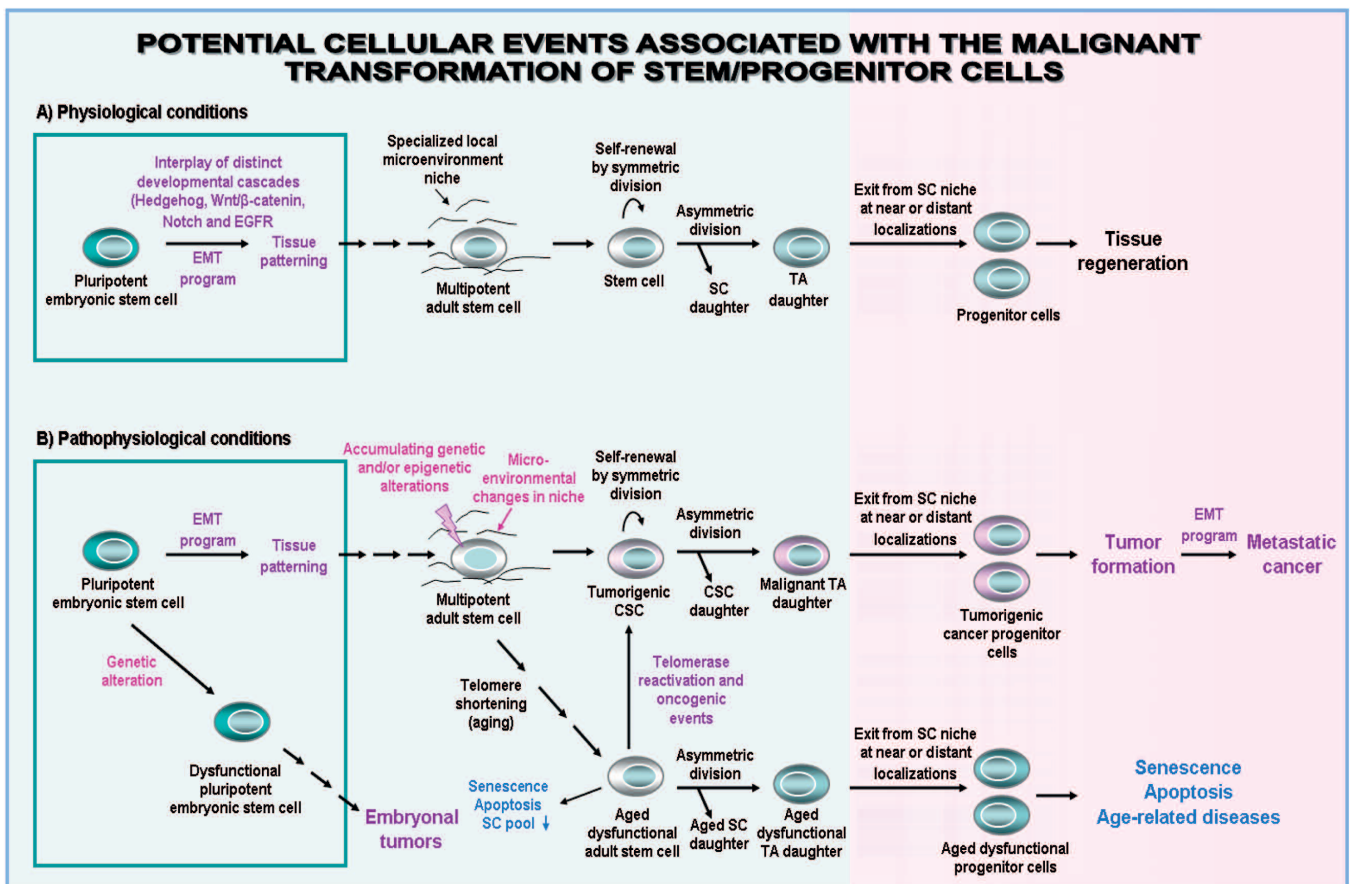 POTENTIAL CELLULAR EVENTS ASSOCIATED WITH THE MALIGNANT
TRANSFORMATION OF STEM/PROGENITOR CELLS
A) Physiological conditions
Interplay of distinct
developmental cascades
(Hedgehog, Wnt/β-catenin,
Notch and EGFR
EMT
program
Tissue
patterning
Pluripotent
embryonic stem cell
Specialized local
microenvironment
niche
Multipotent
adult stem cell
Self-renewal
by symmetric
division
Stem cell
Asymmetric
division
SC
daughter
TA
daughter
Exit from SC niche
at near or distant
localizations
Progenitor cells
Tissue
regeneration
B) Pathophysiological conditions
EMT
program
Tissue
patterning
Pluripotent
embryonic stem cell
Genetic
alteration
Dysfunctional
pluripotent
embryonic stem cell
Embryonal
tumors
Accumulating genetic
and/or epigenetic
alterations
Micro-
environmental
changes in niche
Multipotent
adult stem cell
Self-renewal
by symmetric
division
Tumorigenic
CSC
Asymmetric
division
CSC
daughter
Malignant TA
daughter
Exit from SC niche
at near or distant
localizations
Tumorigenic
cancer progenitor
cells
Tumor
formation
EMT
program
Metastatic
cancer
Telomere
shortening
(aging)
Telomerase
reactivation and
oncogenic
events
Senescence
Apoptosis
SC pool ↓
Aged
dysfunctional
adult stem cell
Asymmetric
division
Aged SC
daughter
Aged
dysfunctional
TA daughter
Exit from SC niche
at near or distant
localizations
Aged dysfunctional
progenitor cells
Senescence
Apoptosis
Age-related diseases